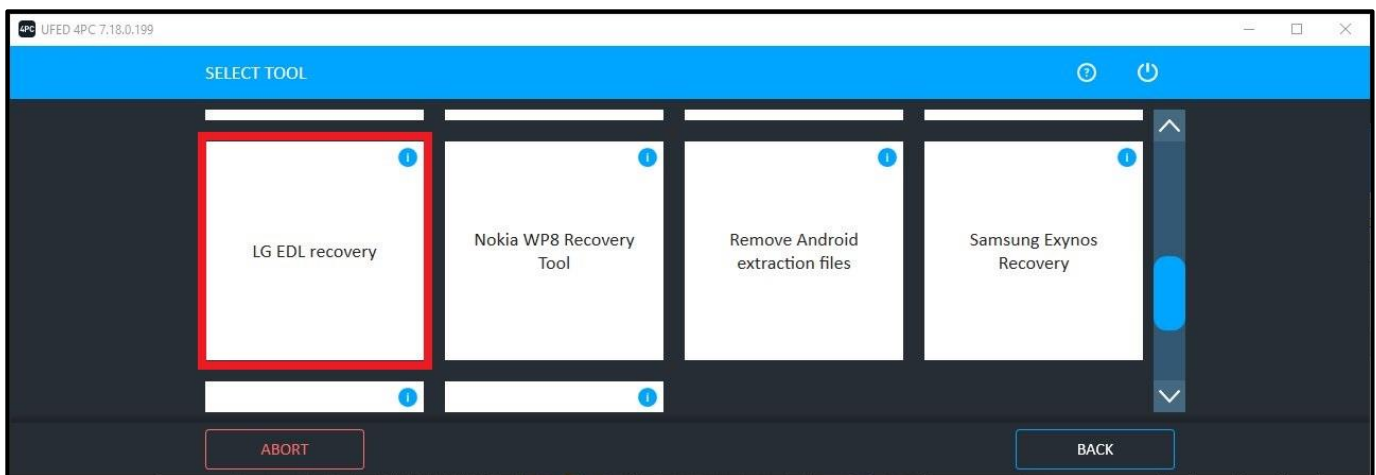 4PC UFED 4PC 7.18.0.199
SELECT TOOL
LG EDL recovery
Nokia WP8 Recovery
Tool
Remove Android
extraction files
Samsung Exynos
Recovery
ABORT
BACK